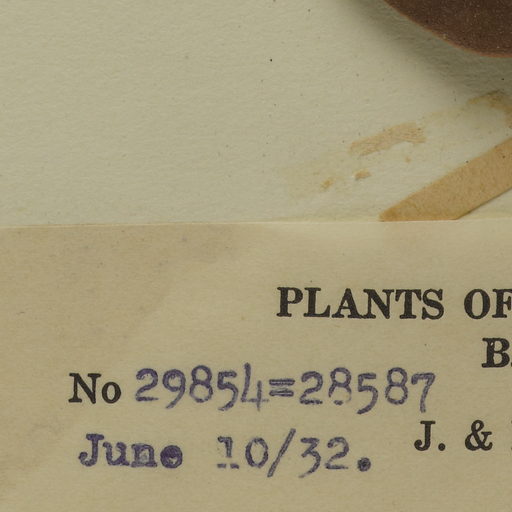 PLANTS OF
No 29854=28587
June 10/32.
J. &